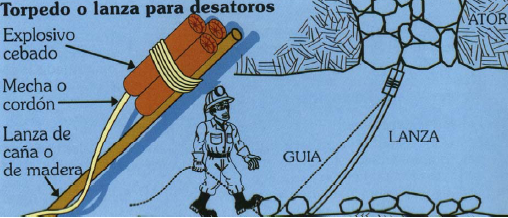 Torpedo o lanza para desatoros
Explosivo
cebado
Mecha o
cordón
Lanza de
caña o
de madera
GUIA
LANZA
ATOR